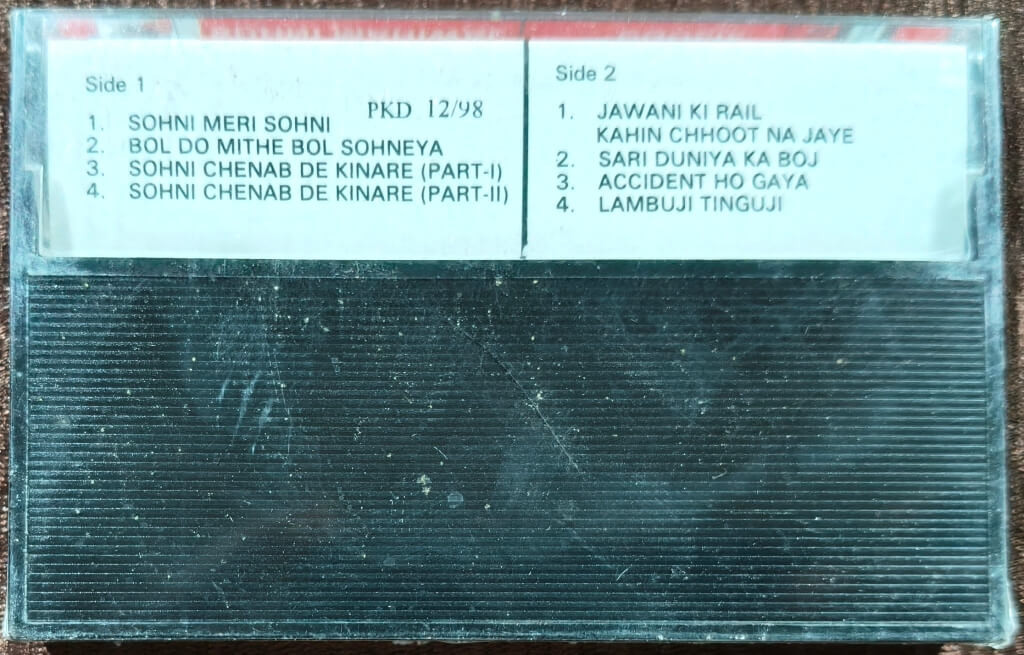 Side 1
PKD 12/98
1. SOHNI MERI SOHNI
2. BOL DO MITHE BOL SOHNEYA
3. SOHNI CHENAB DE KINARE (PART-I)
4. SOHNI CHENAB DE KINARE (PART-II)
Side 2
1. JAWANI KI RAIL
KAHIN CHHOOT NA JAYE
2. SARI DUNIYA KA BOJ
3. ACCIDENT HO GAYA
4. LAMBUJI TINGUJI